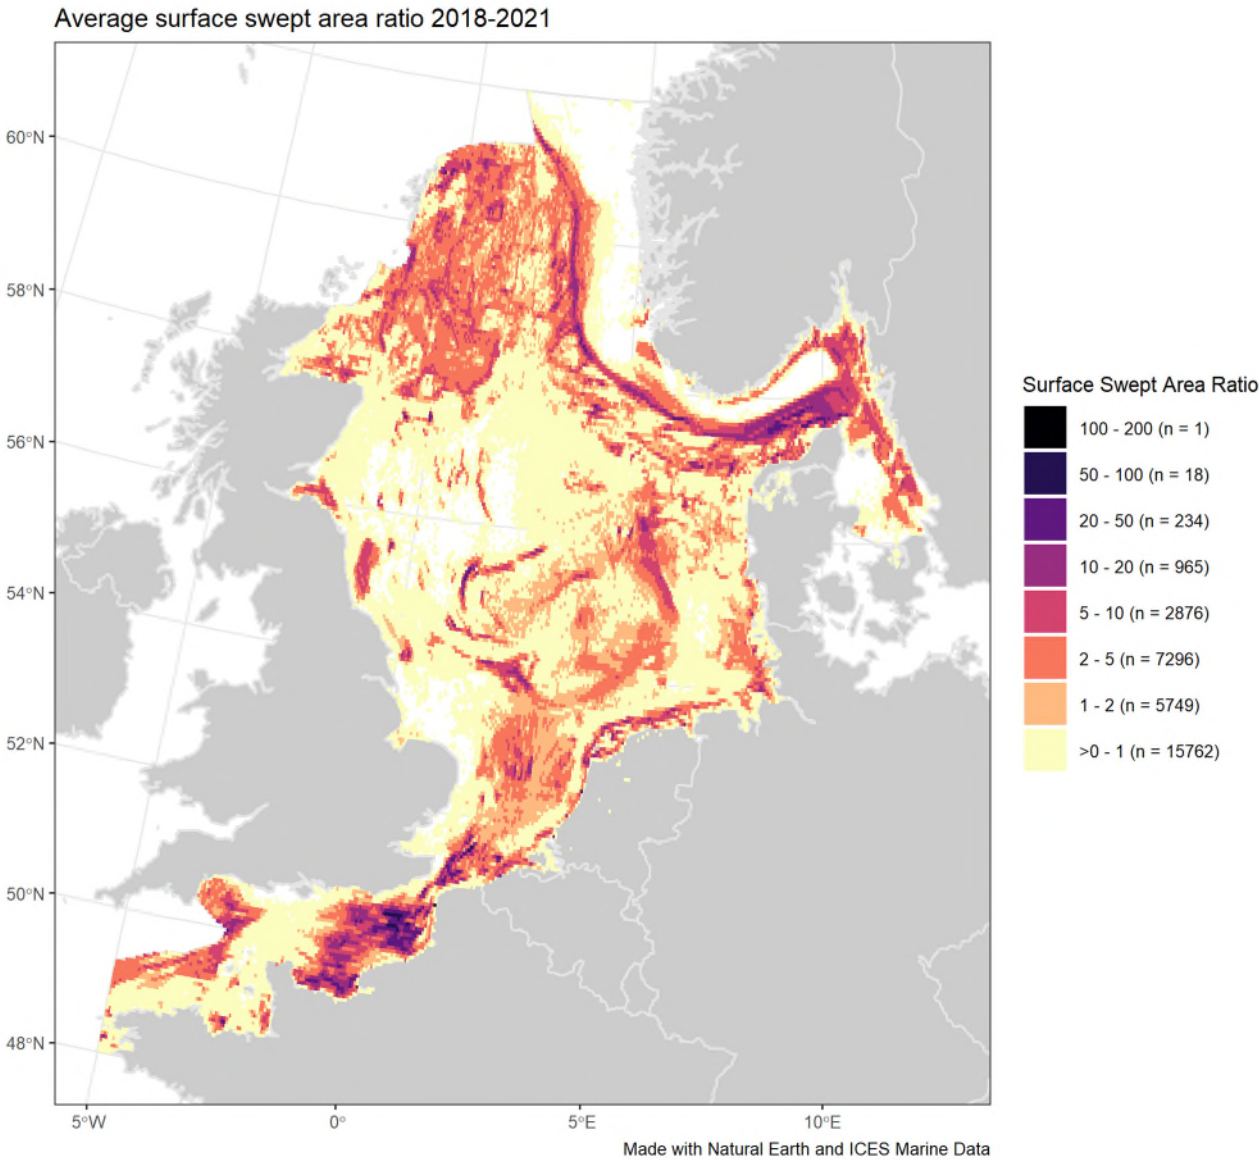 Average surface swept area ratio 2018-2021
60°N
58°N
56°N
54°N
52°N
50°N
48°N
5°W
0°
5°E
10°E
Surface Swept Area Ratio
100 - 200 (n = 1)
50 - 100 (n = 18)
20 - 50 (n = 234)
10 - 20 (n = 965)
5 - 10 (n = 2876)
2 - 5 (n = 7296)
1 - 2 (n = 5749)
>0 - 1 (n = 15762)
Made with Natural Earth and ICES Marine Data